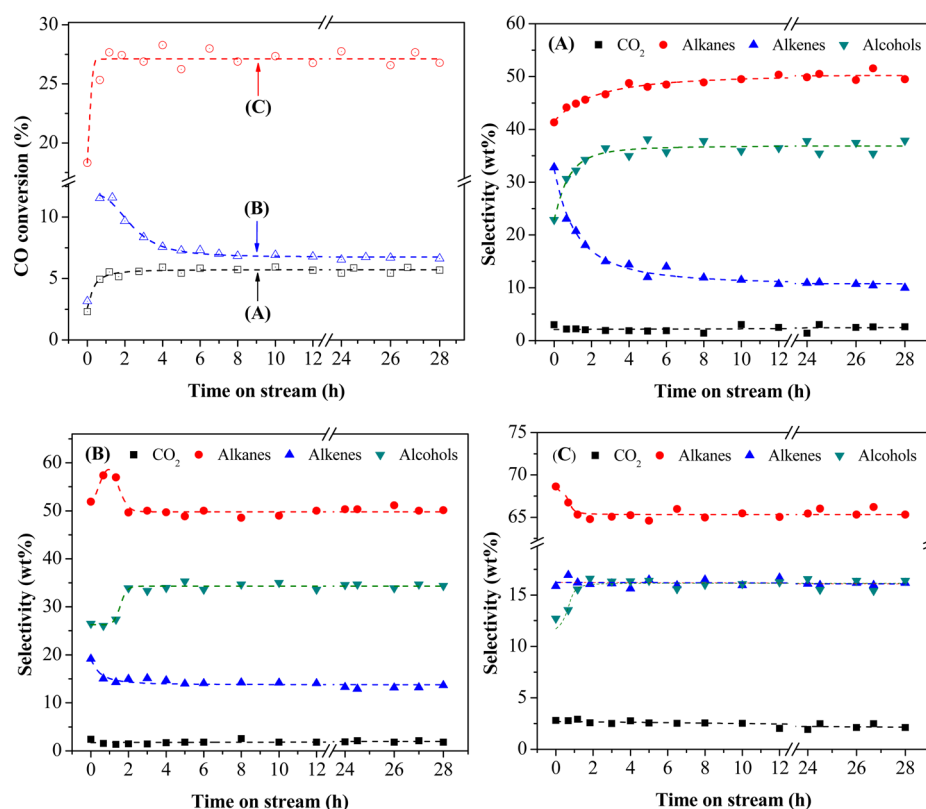 30
25
20
10
5
0
CO conversion (%)
(C)
(B)
(A)
0 2 4 6 8 10 12 24 26 28
Time on stream (h)
(A) CO2 Alkanes Alkenes Alcohols
60
50
40
30
20
10
0
Selectivity (wt%)
0 2 4 6 8 10 12 24 26 28
Time on stream (h)
(B) CO2 Alkanes Alkenes Alcohols
60
50
40
30
20
10
0
Selectivity (wt%)
0 2 4 6 8 10 12 24 26 28
Time on stream (h)
(C) CO2 Alkanes Alkenes Alcohols
75
70
65
20
15
5
0
Selectivity (wt%)
0 2 4 6 8 10 12 24 26 28
Time on stream (h)